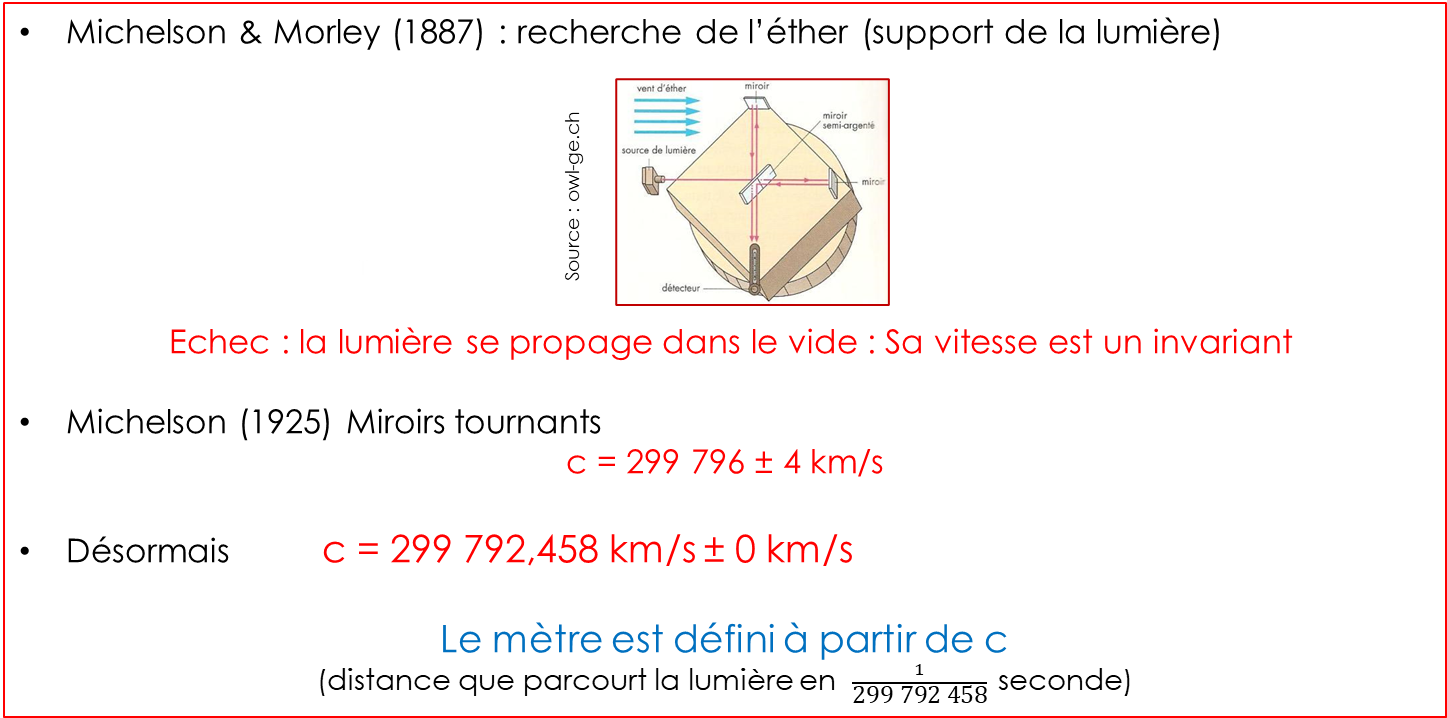 • Michelson & Morley (1887) : recherche de l’éther (support de la lumière)
Source : owl-ge.ch
vent d’éther
miroir
miroir
semi-argenté
source de lumière
miroir
détecteur
Echec : la lumière se propage dans le vide : Sa vitesse est un invariant
• Michelson (1925) Miroirs tournants
c = 299 796 ± 4 km/s
• Désormais c = 299 792,458 km/s ± 0 km/s
Le mètre est défini à partir de c
(distance que parcourt la lumière en 1/299 792 458 seconde)